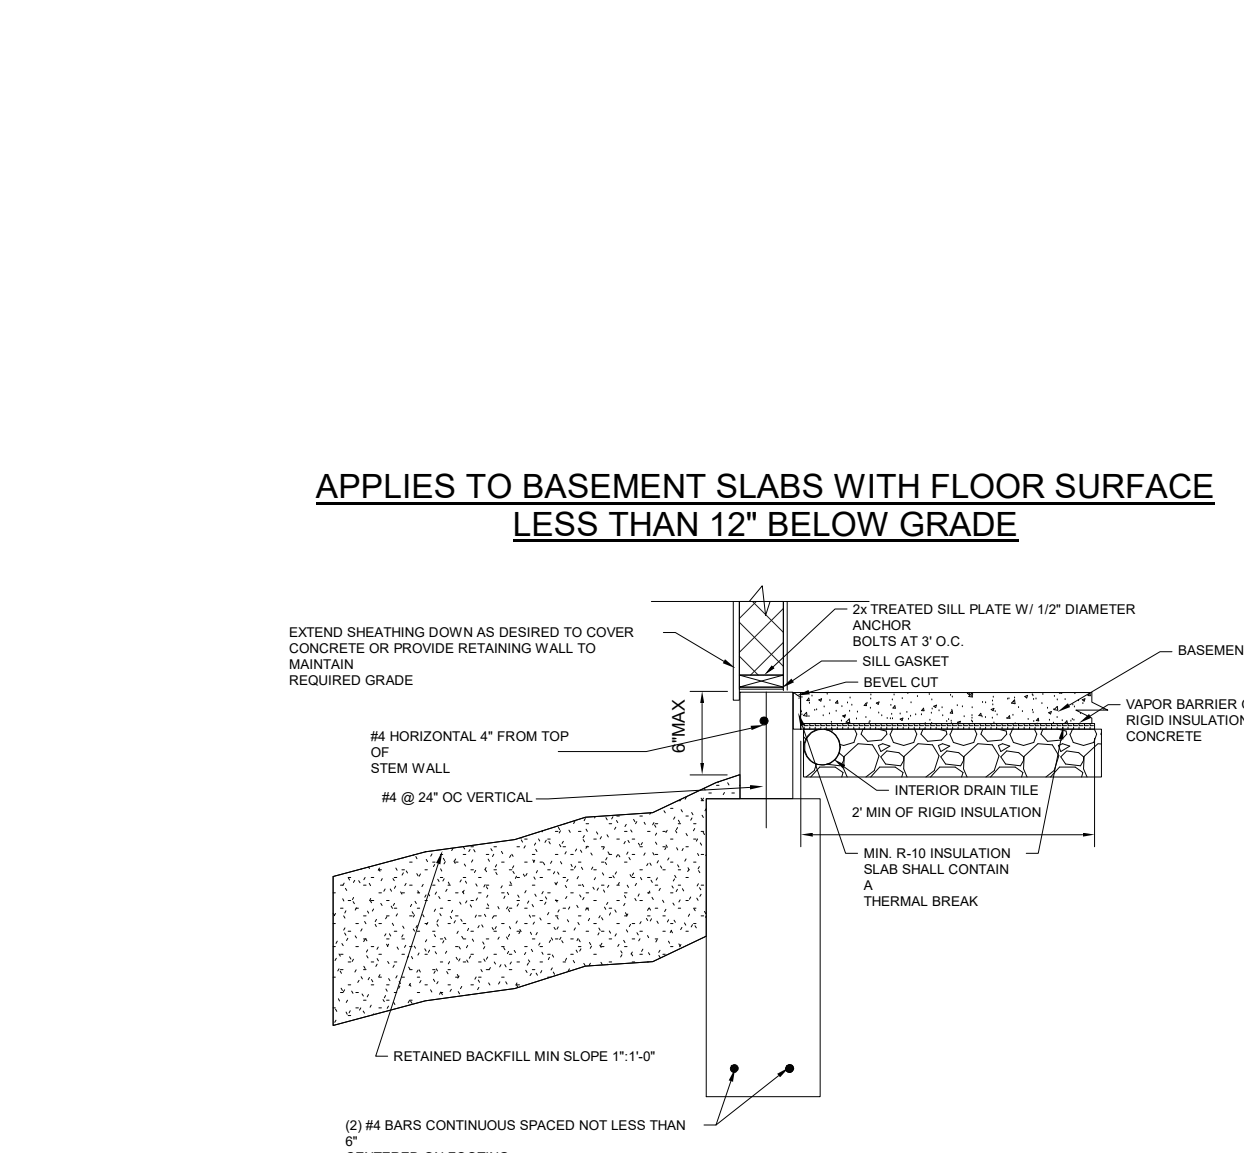 APPLIES TO BASEMENT SLABS WITH FLOOR SURFACE
LESS THAN 12" BELOW GRADE
EXTEND SHEATHING DOWN AS DESIRED TO COVER
CONCRETE OR PROVIDE RETAINING WALL TO
MAINTAIN
REQUIRED GRADE
2x TREATED SILL PLATE W/ 1/2" DIAMETER
ANCHOR
BOLTS AT 3' O.C.
SILL GASKET
BEVEL CUT
BASEMEN
VAPOR BARRIER
RIGID INSULATION
CONCRETE
6"MAX
#4 HORIZONTAL 4" FROM TOP
OF
STEM WALL
#4 @ 24" OC VERTICAL
INTERIOR DRAIN TILE
2' MIN OF RIGID INSULATION
MIN. R-10 INSULATION
SLAB SHALL CONTAIN
A
THERMAL BREAK
RETAINED BACKFILL MIN SLOPE 1":1'-0"
(2) #4 BARS CONTINUOUS SPACED NOT LESS THAN
6"